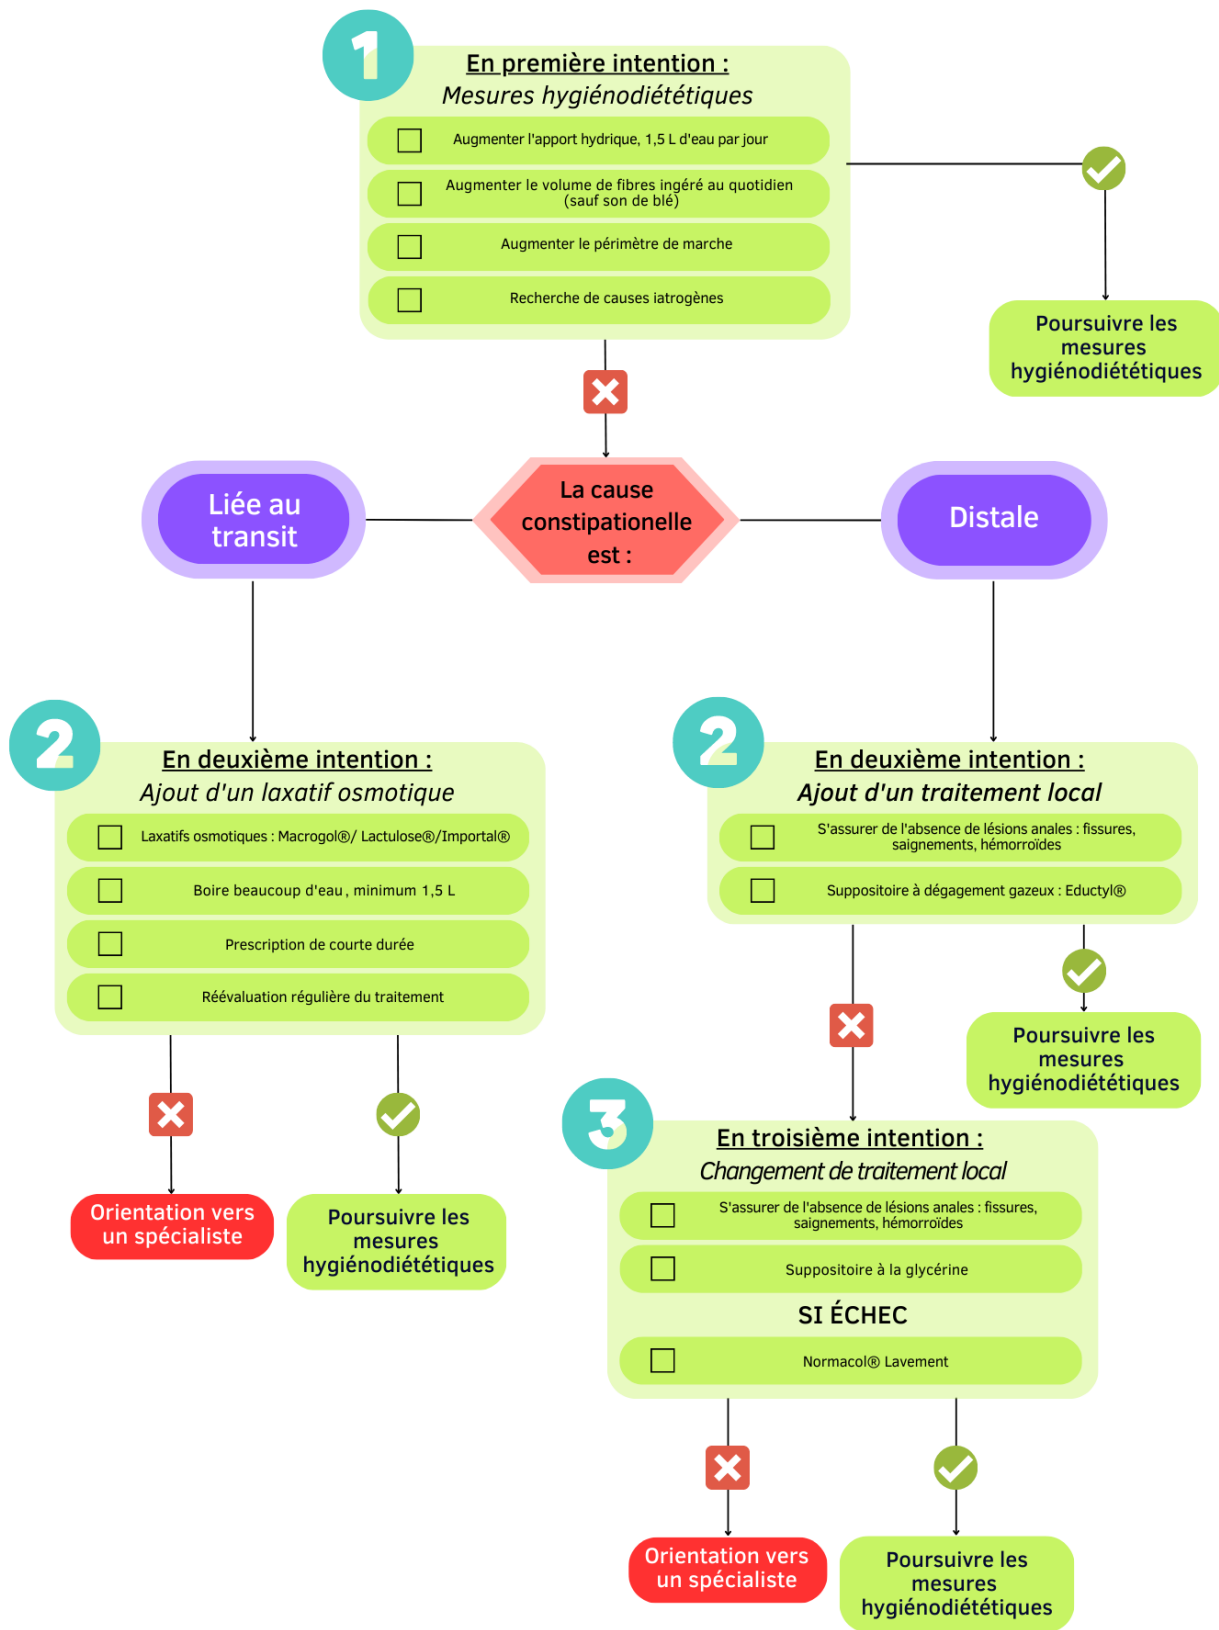 1
En première intention :
Mesures hygiénodiététiques
Augmenter l'apport hydrique, 1,5 L d'eau par jour
Augmenter le volume de fibres ingéré au quotidien
(sauf son de blé)
Augmenter le périmètre de marche
Recherche de causes iatrogènes
Poursuivre les
mesures
hygiénodiététiques
La cause
constipationelle
est :
Liée au
transit
Distale
2
En deuxième intention :
Ajout d'un laxatif osmotique
Laxatifs osmotiques : Macrogol®/ Lactulose®/Importal®
Boire beaucoup d'eau, minimum 1,5 L
Prescription de courte durée
Réévaluation régulière du traitement
Orientation vers
un spécialiste
Poursuivre les
mesures
hygiénodiététiques
2
En deuxième intention :
Ajout d'un traitement local
S'assurer de l'absence de lésions anales : fissures,
saignements, hémorroïdes
Suppositoire à dégagement gazeux : Eductyl®
Poursuivre les
mesures
hygiénodiététiques
3
En troisième intention :
Changement de traitement local
S'assurer de l'absence de lésions anales : fissures,
saignements, hémorroïdes
Suppositoire à la glycérine
SI ÉCHEC
Normacol® Lavement
Orientation vers
un spécialiste
Poursuivre les
mesures
hygiénodiététiques